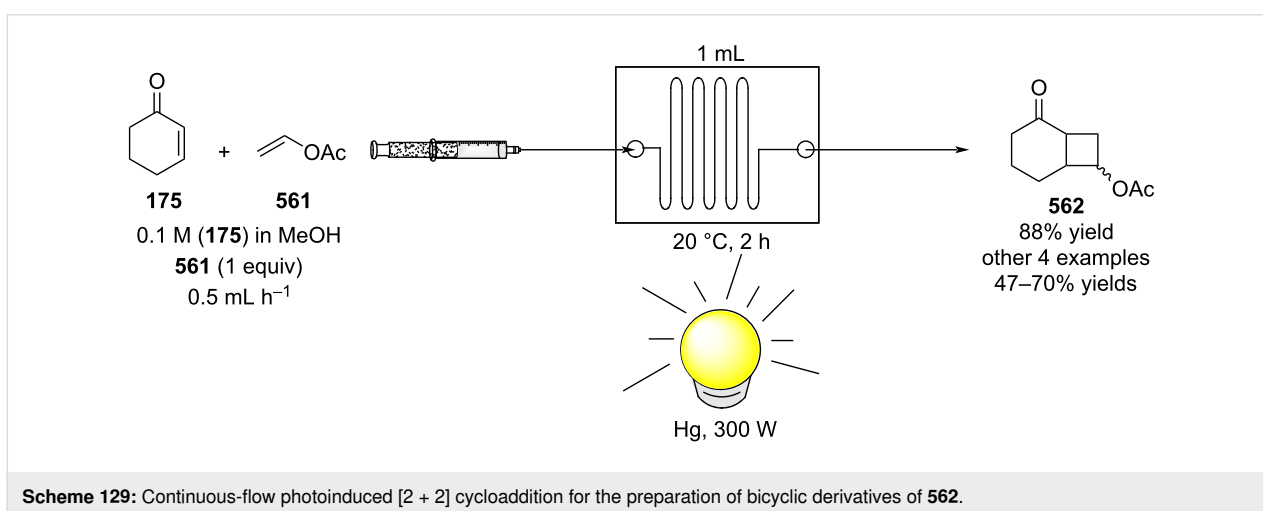 O
+
OAc
175
561
0.1 M (175) in MeOH
561 (1 equiv)
0.5 mL h–1
1 mL
20 °C, 2 h
Hg, 300 W
O
OAc
562
88% yield
other 4 examples
47–70% yields
Scheme 129: Continuous-flow photoinduced [2 + 2] cycloaddition for the preparation of bicyclic derivatives of 562.